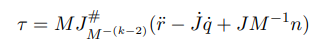 τ = MJ^{#}_{M^{-(k-2)}}(r̈ − J̇q̇ + JM^{-1}n)